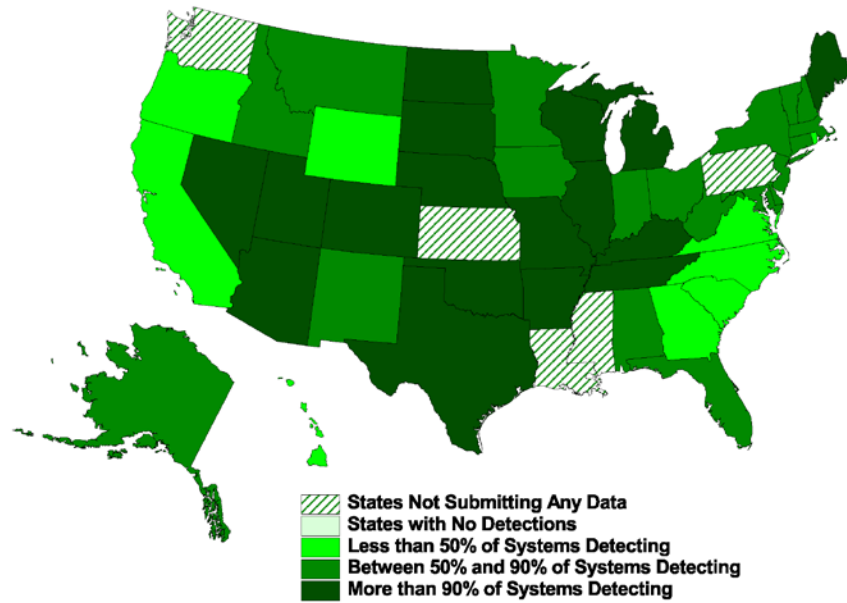 States Not Submitting Any Data
States with No Detections
Less than 50% of Systems Detecting
Between 50% and 90% of Systems Detecting
More than 90% of Systems Detecting